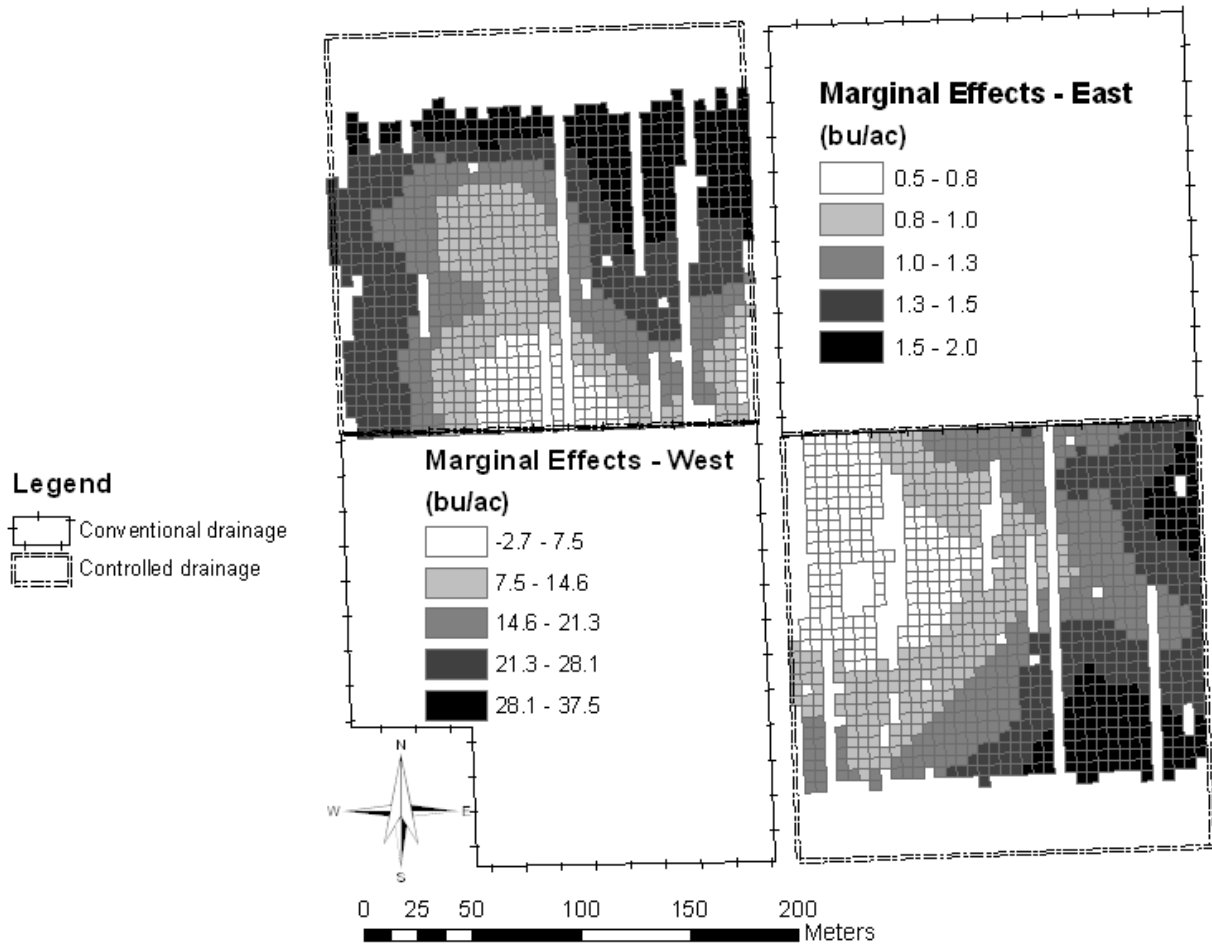 Marginal Effects - East
(bu/ac)
0.5 - 0.8
0.8 - 1.0
1.0 - 1.3
1.3 - 1.5
1.5 - 2.0
Marginal Effects - West
(bu/ac)
-2.7 - 7.5
7.5 - 14.6
14.6 - 21.3
21.3 - 28.1
28.1 - 37.5
Legend
Conventional drainage
Controlled drainage
N
W
E
S
0 25 50 100 150 200
Meters